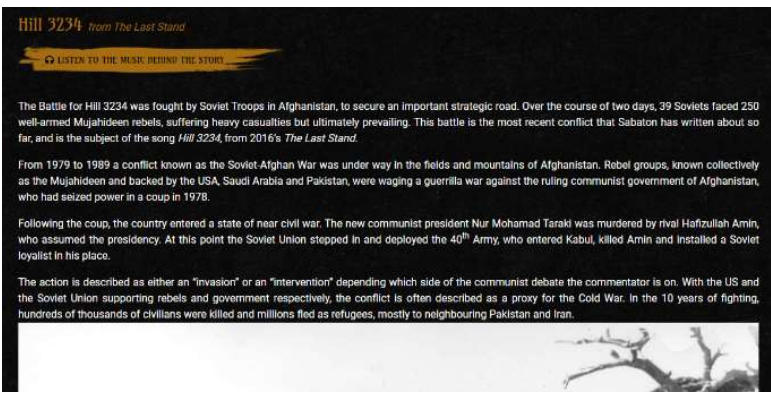 Hill 3234 from The Last Stand
LISTEN TO THE MUSIC BEHIND THE STORY
The Battle for Hill 3234 was fought by Soviet Troops in Afghanistan, to secure an important strategic road. Over the course of two days, 39 Soviets faced 250
well-armed Mujahideen rebels, suffering heavy casualties but ultimately prevailing. This battle is the most recent conflict that Sabaton has written about so
far, and is the subject of the song Hill 3234, from 2016's The Last Stand.
From 1979 to 1989 a conflict known as the Soviet-Afghan War was under way in the fields and mountains of Afghanistan. Rebel groups, known collectively
as the Mujahideen and backed by the USA, Saudi Arabia and Pakistan, were waging a guerrilla war against the ruling communist government of Afghanistan,
who had seized power in a coup in 1978.
Following the coup, the country entered a state of near civil war. The new communist president Nur Mohamad Taraki was murdered by rival Hafizullah Amin,
who assumed the presidency. At this point the Soviet Union stepped in and deployed the 40th Army, who entered Kabul, killed Amin and installed a Soviet
loyalist in his place.
The action is described as either an "invasion" or an "intervention" depending which side of the communist debate the commentator is on. With the US and
the Soviet Union supporting rebels and government respectively, the conflict is often described as a proxy for the Cold War. In the 10 years of fighting,
hundreds of thousands of civilians were killed and millions fled as refugees, mostly to neighbouring Pakistan and Iran.